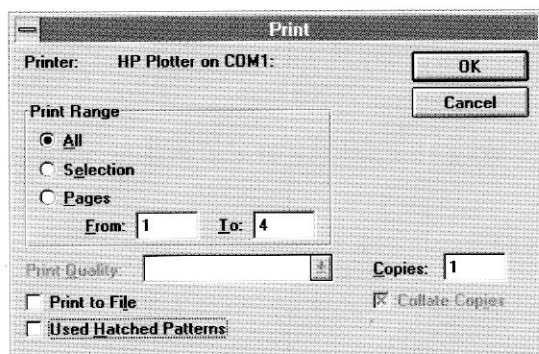 Print
Printer: HP Plotter on COM1:
OK
Cancel
Print Range
All
Selection
Pages
From: 1 To: 4
Print Quality:
Copies: 1
Print to File
Collate Copies
Used Hatched Patterns